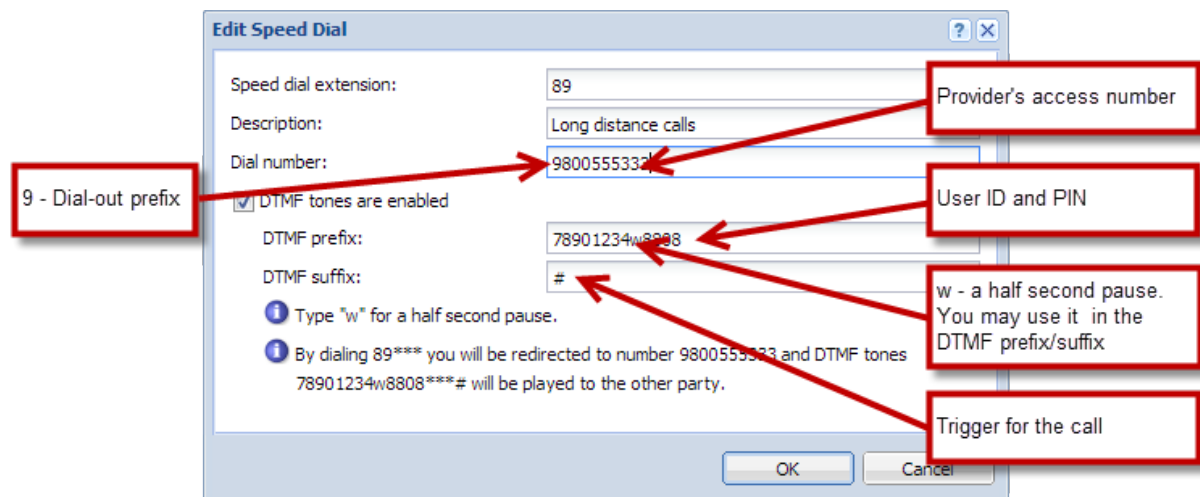 Edit Speed Dial
Speed dial extension: 89
Description: Long distance calls
Dial number: 9800555333
DTMF tones are enabled
DTMF prefix: 78901234w8808
DTMF suffix: #
Type "w" for a half second pause.
By dialing 89*** you will be redirected to number 9800555333 and DTMF tones
78901234w8808***# will be played to the other party.
OK
Cancel
9 - Dial-out prefix
Provider's access number
User ID and PIN
w - a half second pause.
You may use it in the
DTMF prefix/suffix
Trigger for the call